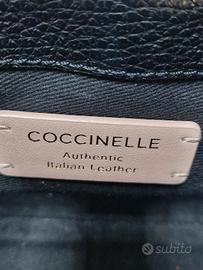 COCCINELLE
Authentic
Italian Leather
subito